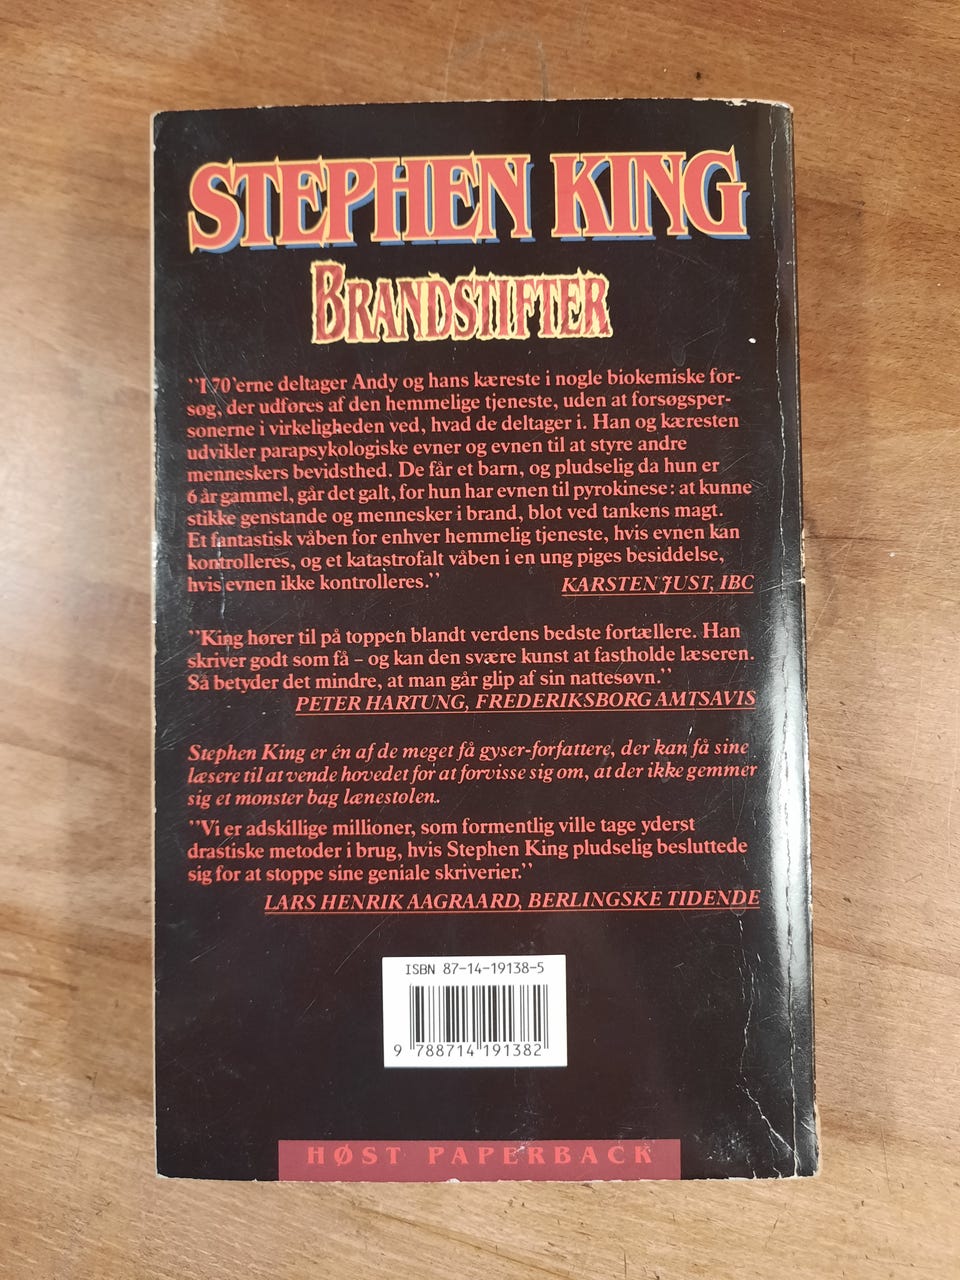 STEPHEN KING
BRANDSTIFTER
"I 70'erne deltager Andy og hans kæreste i nogle biokemiske for-
søg, der udføres af den hemmelige tjeneste, uden at forsøgsper-
sonerne i virkeligheden ved, hvad de deltager i. Han og kæresten
udvikler parapsykologiske evner og evnen til at styre andre
menneskers bevidsthed. De får et barn, og pludselig da hun er
6 år gammel, går det galt, for hun har evnen til pyrokinese: at kunne
stikke genstande og mennesker i brand, blot ved tankens magt.
Et fantastisk våben for enhver hemmelig tjeneste, hvis evnen kan
kontrolleres, og et katastrofalt våben i en ung piges besiddelse,
hvis evnen ikke kontrolleres."
KARSTEN JUST, IBC
"King hører til på toppen blandt verdens bedste fortællere. Han
skriver godt som få – og kan den svære kunst at fastholde læseren.
Så betyder det mindre, at man går glip af sin nattesøvn."
PETER HARTUNG, FREDERIKSBORG AMTSAVIS
Stephen King er én af de meget få gyser-forfattere, der kan få sine
læsere til at vende hovedet for at forvisse sig om, at der ikke gemmer
sig et monster bag lænestolen.
"Vi er adskillige millioner, som formentlig ville tage yderst
drastiske metoder i brug, hvis Stephen King pludselig besluttede
sig for at stoppe sine geniale skriverier."
LARS HENRIK AAGRAARD, BERLINGSKE TIDENDE
ISBN 87-14-19138-5
9 788714 191382
HØST PAPERBACK